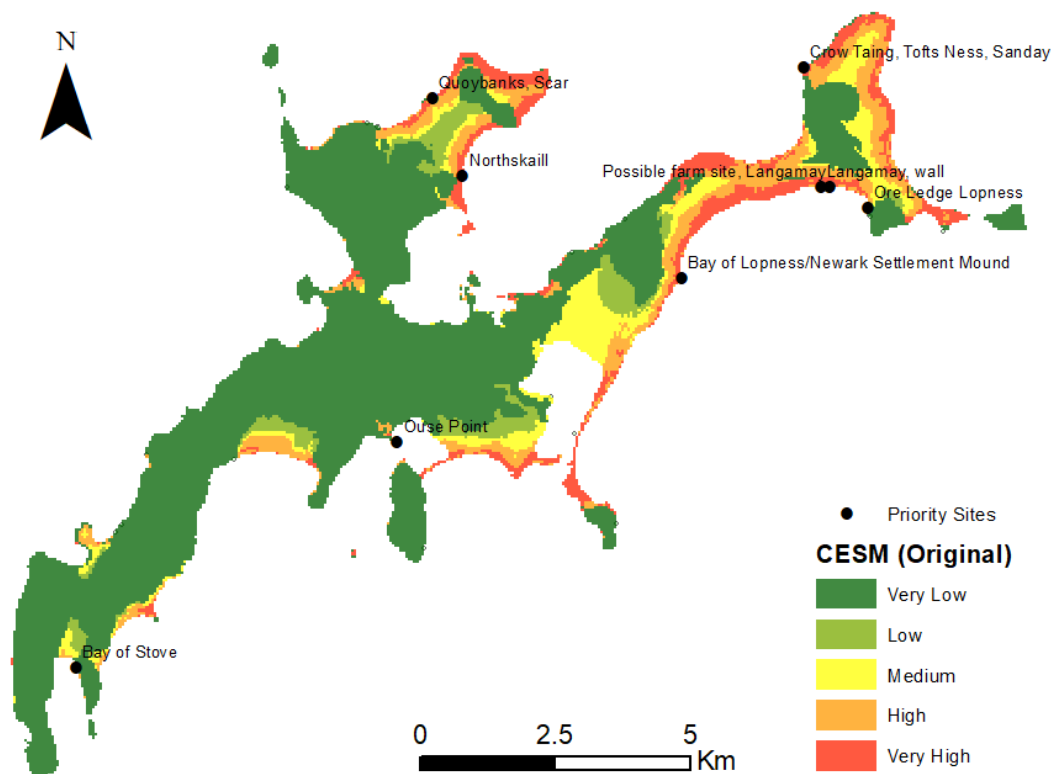 N
Crow Taing, Tofts Ness, Sanday
Quoybanks, Scar
Northskaill
Possible farm site, Langamay
Langamay, wall
Ore Ledge Lopness
Bay of Lopness/Newark Settlement Mound
Ouse Point
Bay of Stove
Priority Sites
CESM (Original)
Very Low
Low
Medium
High
Very High
0 2.5 5
Km